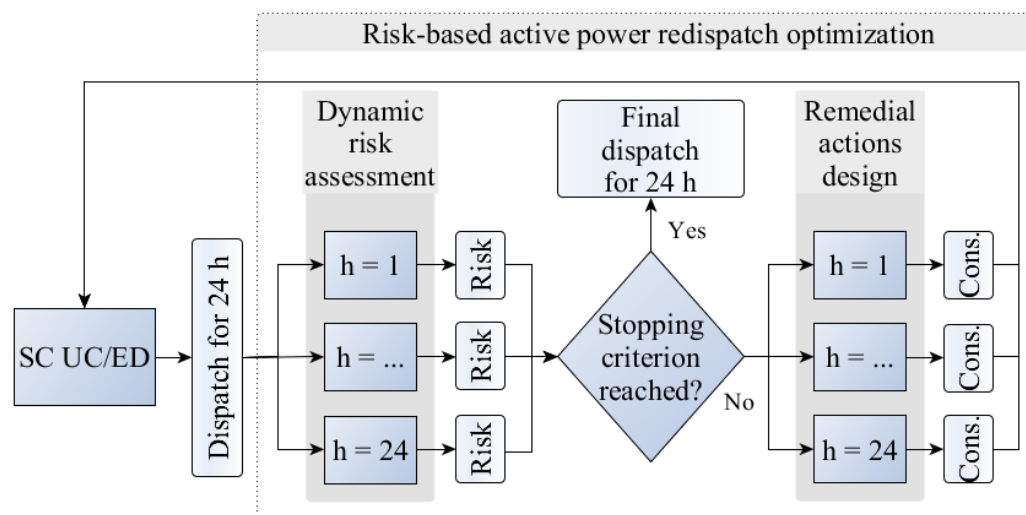 Risk-based active power redispatch optimization
SC UC/ED
Dispatch for 24 h
Dynamic
risk
assessment
h = 1
h = ...
h = 24
Risk
Risk
Risk
Final
dispatch
for 24 h
Yes
Stopping
criterion
reached?
No
Remedial
actions
design
h = 1
h = ...
h = 24
Cons.
Cons.
Cons.